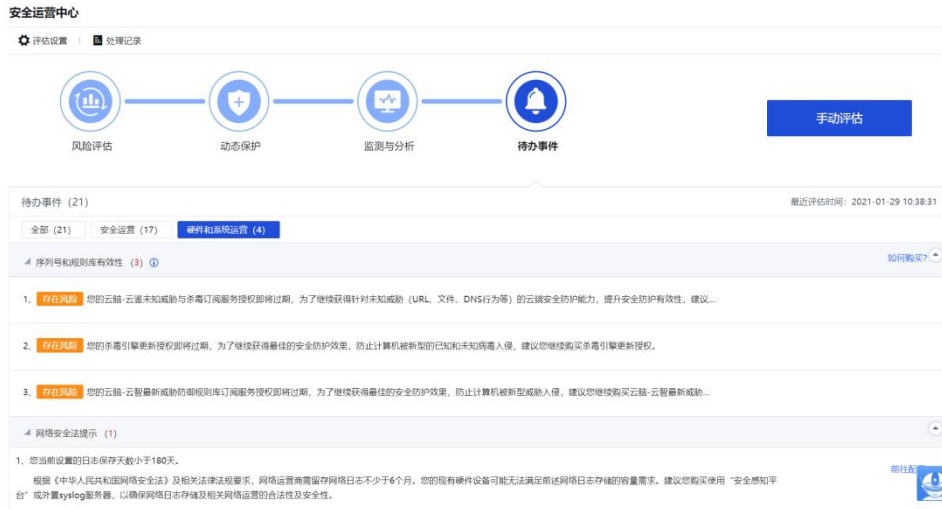 安全运营中心
评估设置
处理记录
风险评估
动态保护
监测与分析
待办事件
手动评估
待办事件（21）
最近评估时间：2021-01-29 10:38:31
全部（21）
安全运营（17）
硬件和系统运营（4）
序列号和规则库有效性（3）
如何购买?
1、存在风险 您的云脑-云鉴未知威胁与杀毒订阅服务授权即将过期，为了继续获得针对未知威胁（URL、文件、DNS行为等）的云端安全防护能力，提升安全防护有效性，建议...
2、存在风险 您的杀毒引擎更新授权即将过期，为了继续获得最佳的安全防护效果，防止计算机被新型的已知和未知病毒入侵，建议您继续购买杀毒引擎更新授权。
3、存在风险 您的云脑-云智最新威胁防御规则库订阅服务授权即将过期，为了继续获得最佳的安全防护效果，防止计算机被新型威胁入侵，建议您继续购买云脑-云智最新威胁...
网络安全法提示（1）
1、您当前设置的日志保存天数小于180天。
前往配
根据《中华人民共和国网络安全法》及相关法律法规要求，网络运营商需留存网络日志不少于6个月。您的现有硬件设备可能无法满足前述网络日志存储的容量需求。建议您购买使用“安全感知平
台”或外置syslog服务器，以确保网络日志存储及相关网络运营的合法性及安全性。